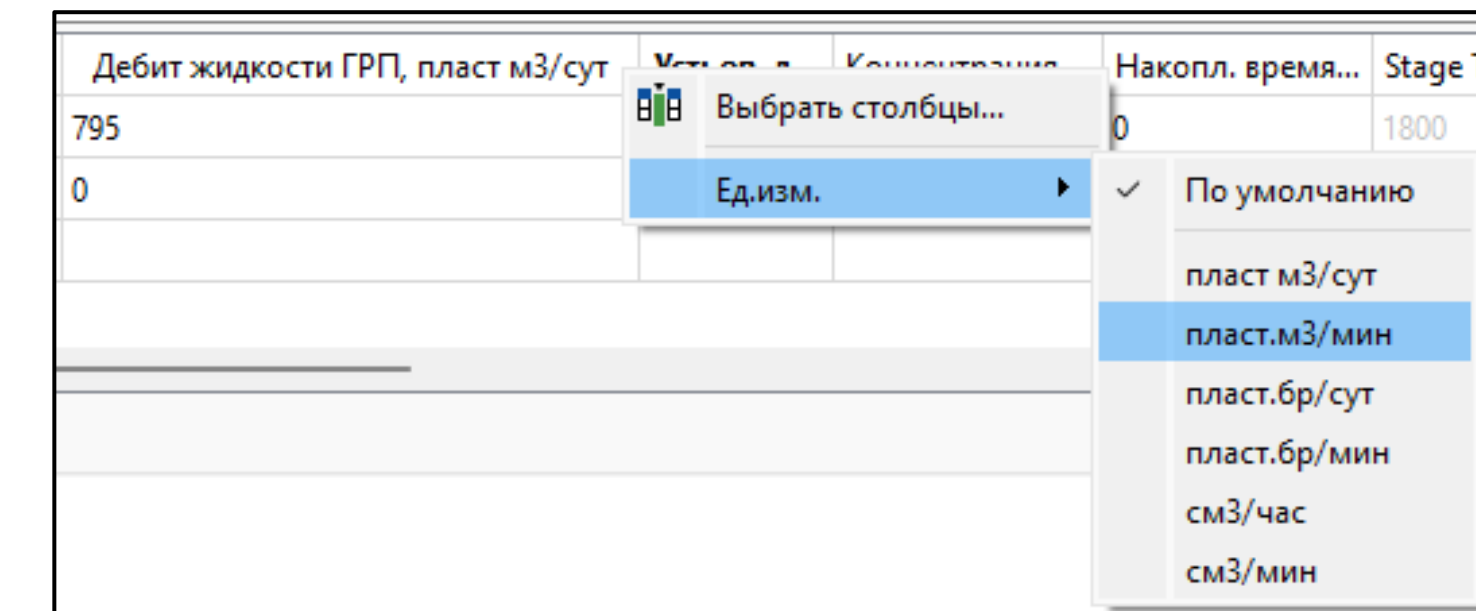 Дебит жидкости ГРП, пласт м3/сут Накопл. время... Stage
795 0 1800
0
Выбрать столбцы...
Ед.изм.
По умолчанию
пласт м3/сут
пласт.м3/мин
пласт.бр/сут
пласт.бр/мин
см3/час
см3/мин